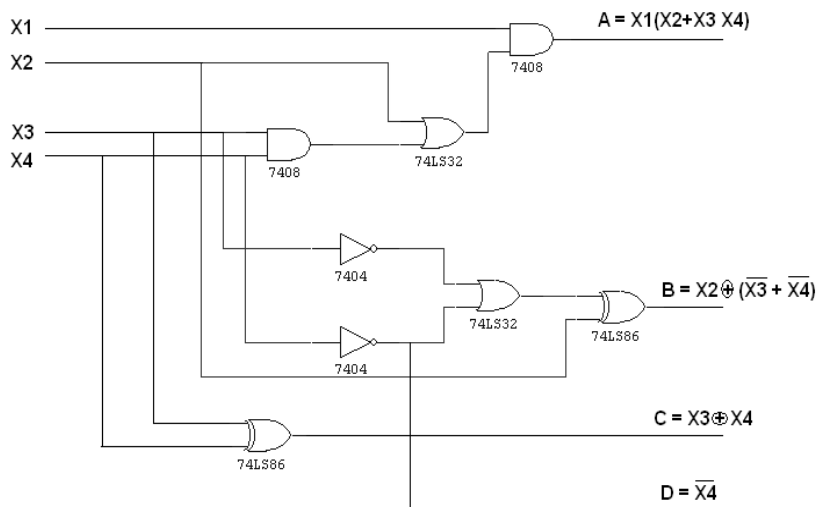 X1
A = X1(X2+X3 X4)
X2
7408
X3
X4
74LS32
7408
7404
B = X2 ⊕ (X̅3̅ + X̅4̅)
74LS32
74LS86
7404
C = X3 ⊕ X4
74LS86
D = X̅4̅